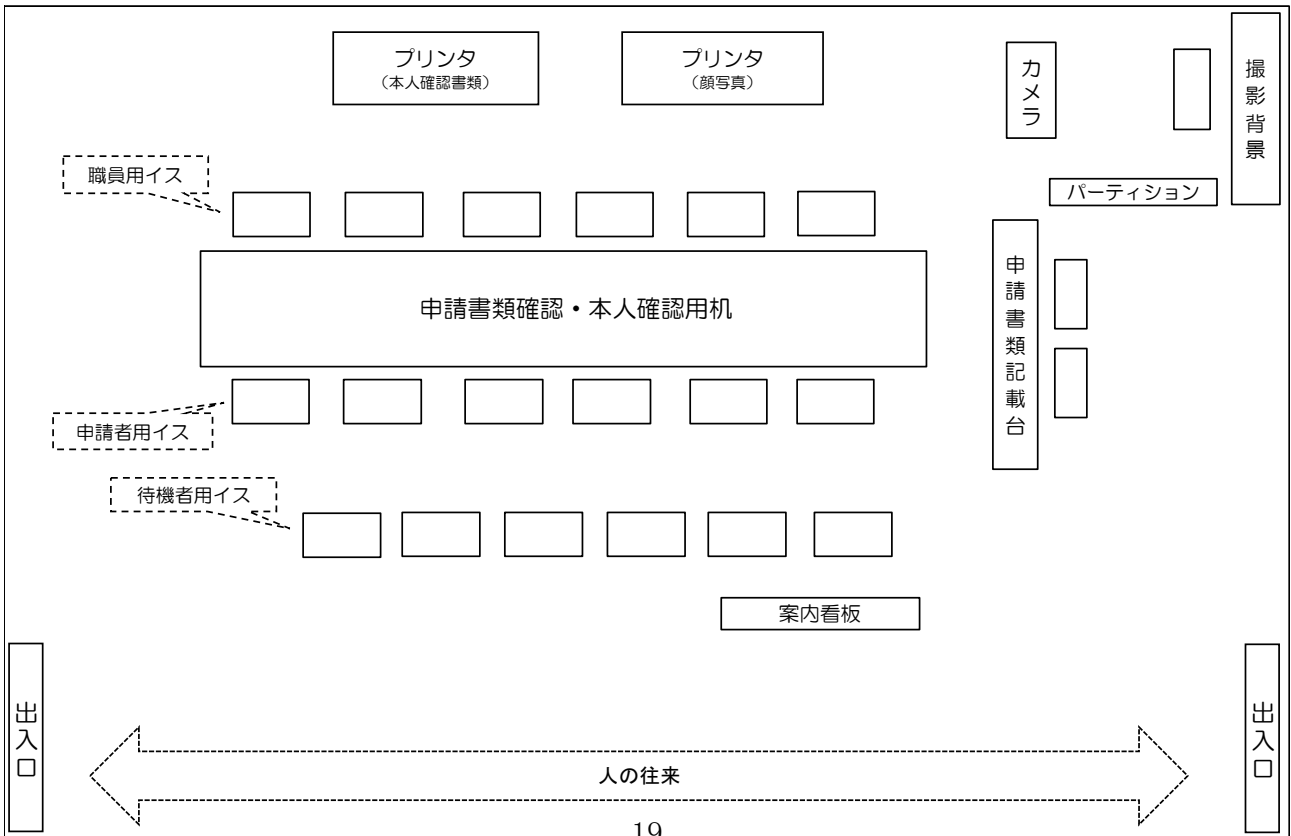 プリンタ
（本人確認書類）
プリンタ
（顔写真）
カメラ
撮影背景
職員用イス
パーティション
申請書類確認・本人確認用机
申請書類記載台
申請者用イス
待機者用イス
案内看板
出入口
出入口
人の往来
19